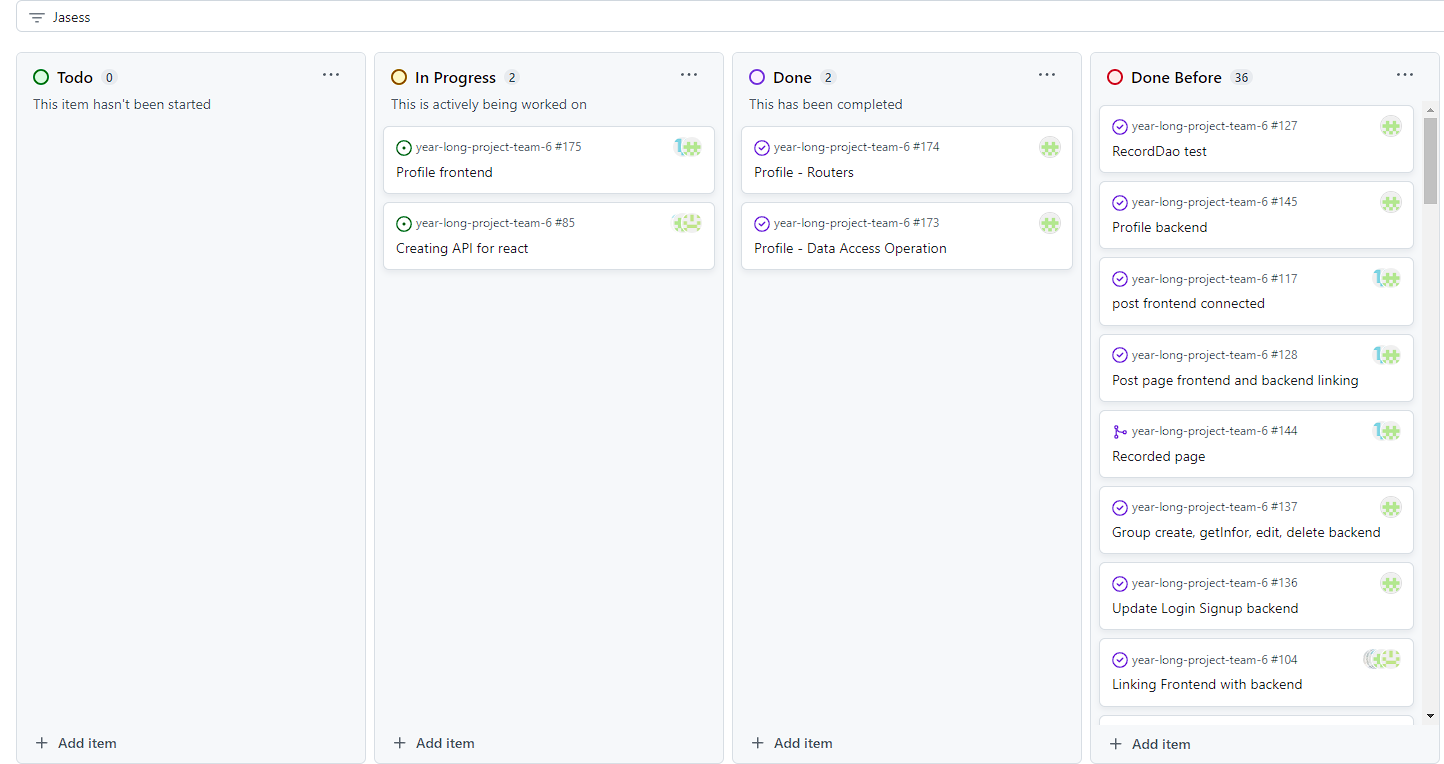 Jasess
Todo 0
This item hasn't been started
Add item
In Progress 2
This is actively being worked on
year-long-project-team-6 #175
Profile frontend
year-long-project-team-6 #85
Creating API for react
Add item
Done 2
This has been completed
year-long-project-team-6 #174
Profile - Routers
year-long-project-team-6 #173
Profile - Data Access Operation
Add item
Done Before 36
year-long-project-team-6 #127
RecordDao test
year-long-project-team-6 #145
Profile backend
year-long-project-team-6 #117
post frontend connected
year-long-project-team-6 #128
Post page frontend and backend linking
year-long-project-team-6 #144
Recorded page
year-long-project-team-6 #137
Group create, getInfor, edit, delete backend
year-long-project-team-6 #136
Update Login Signup backend
year-long-project-team-6 #104
Linking Frontend with backend
Add item